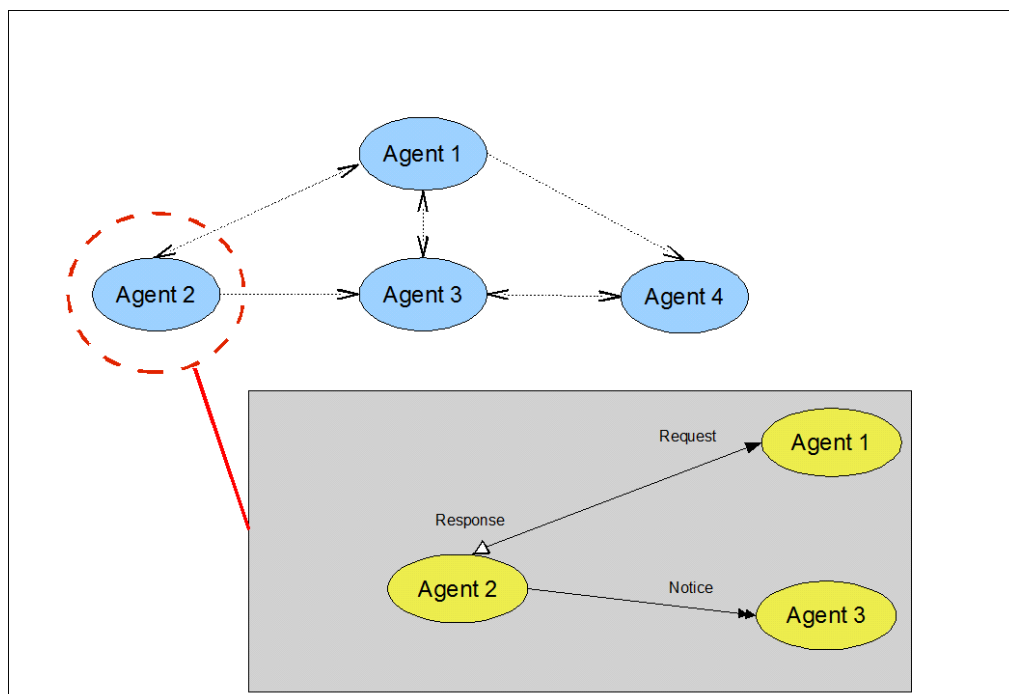 Agent 1
Agent 2
Agent 3
Agent 4
Request
Agent 1
Response
Agent 2
Notice
Agent 3